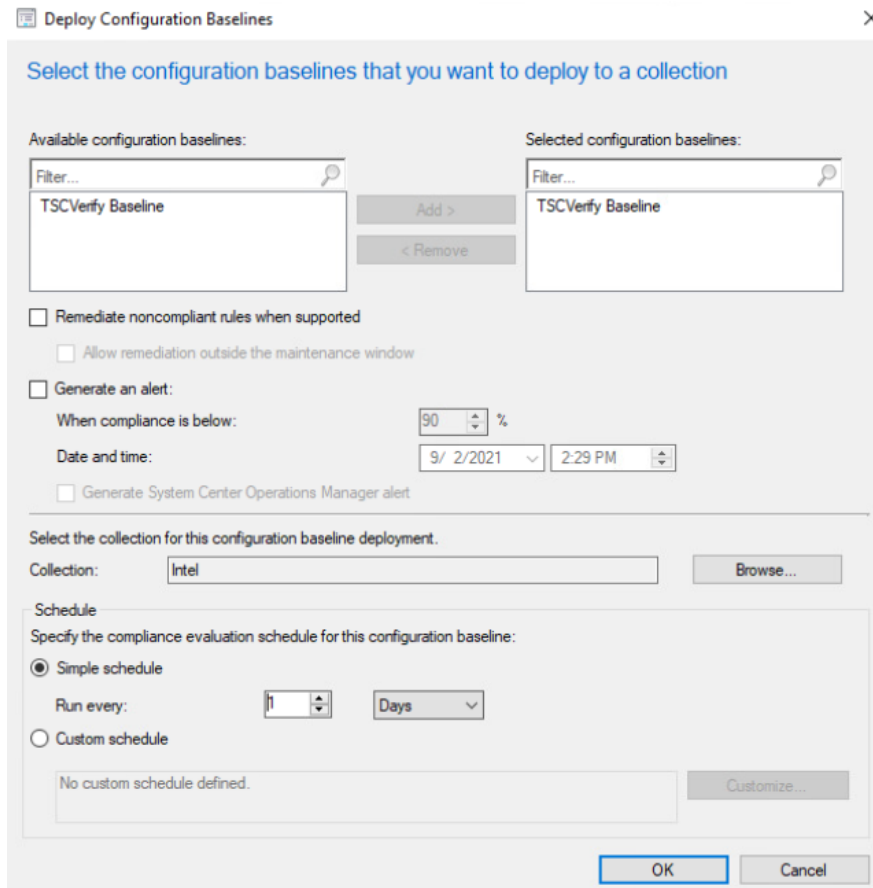 Deploy Configuration Baselines
Select the configuration baselines that you want to deploy to a collection
Available configuration baselines:
Selected configuration baselines:
Filter...
Filter...
TSCVerify Baseline
Add >
TSCVerify Baseline
< Remove
Remediate noncompliant rules when supported
Allow remediation outside the maintenance window
Generate an alert:
When compliance is below:
90 %
Date and time:
9/ 2/2021
2:29 PM
Generate System Center Operations Manager alert
Select the collection for this configuration baseline deployment.
Collection:
Intel
Browse...
Schedule
Specify the compliance evaluation schedule for this configuration baseline:
Simple schedule
Run every:
1
Days
Custom schedule
No custom schedule defined.
Customize...
OK
Cancel